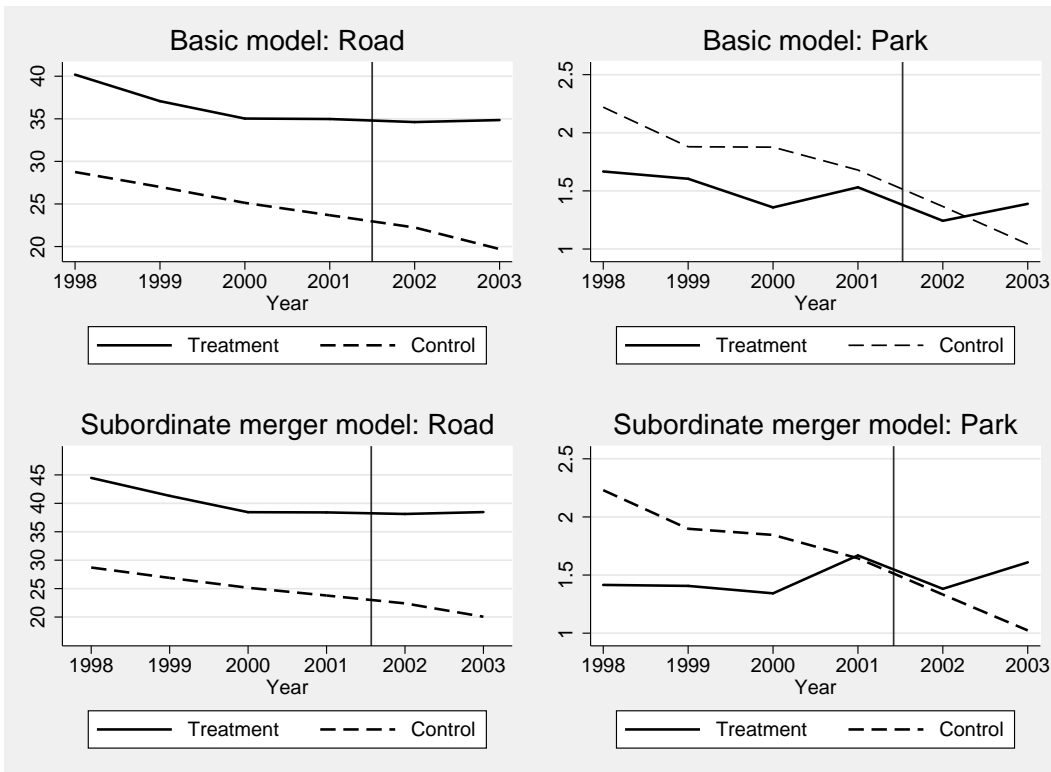 Basic model: Road
40
35
30
25
20
1998 1999 2000 2001 2002 2003
Year
Treatment Control
Basic model: Park
2.5
2
1.5
1
1998 1999 2000 2001 2002 2003
Year
Treatment Control
Subordinate merger model: Road
45
40
35
30
25
20
1998 1999 2000 2001 2002 2003
Year
Treatment Control
Subordinate merger model: Park
2.5
2
1.5
1
1998 1999 2000 2001 2002 2003
Year
Treatment Control